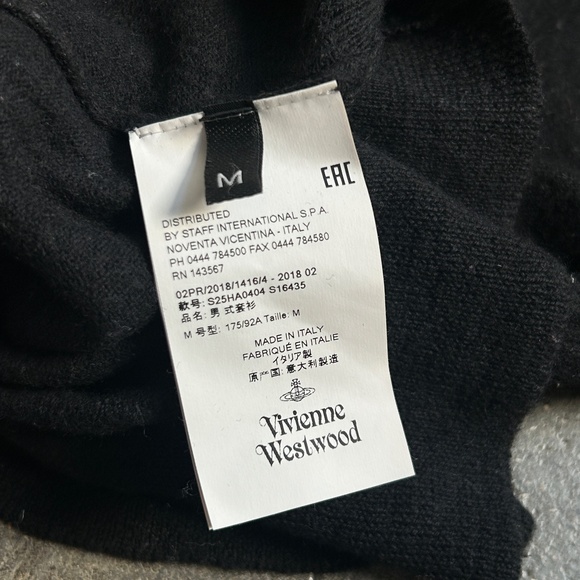 M
EAC
DISTRIBUTED
BY STAFF INTERNATIONAL S.P.A.
NOVENTA VICENTINA - ITALY
PH 0444 784500 FAX 0444 784580
RN 143567
02PR/2018/1416/4 - 2018 02
款号: S25HA0404 S16435
品名: 男 式套衫
M 号型: 175/92A Taille: M
MADE IN ITALY
FABRIQUÉ EN ITALIE
イタリア製
原产国: 意大利製造
Vivienne
Westwood